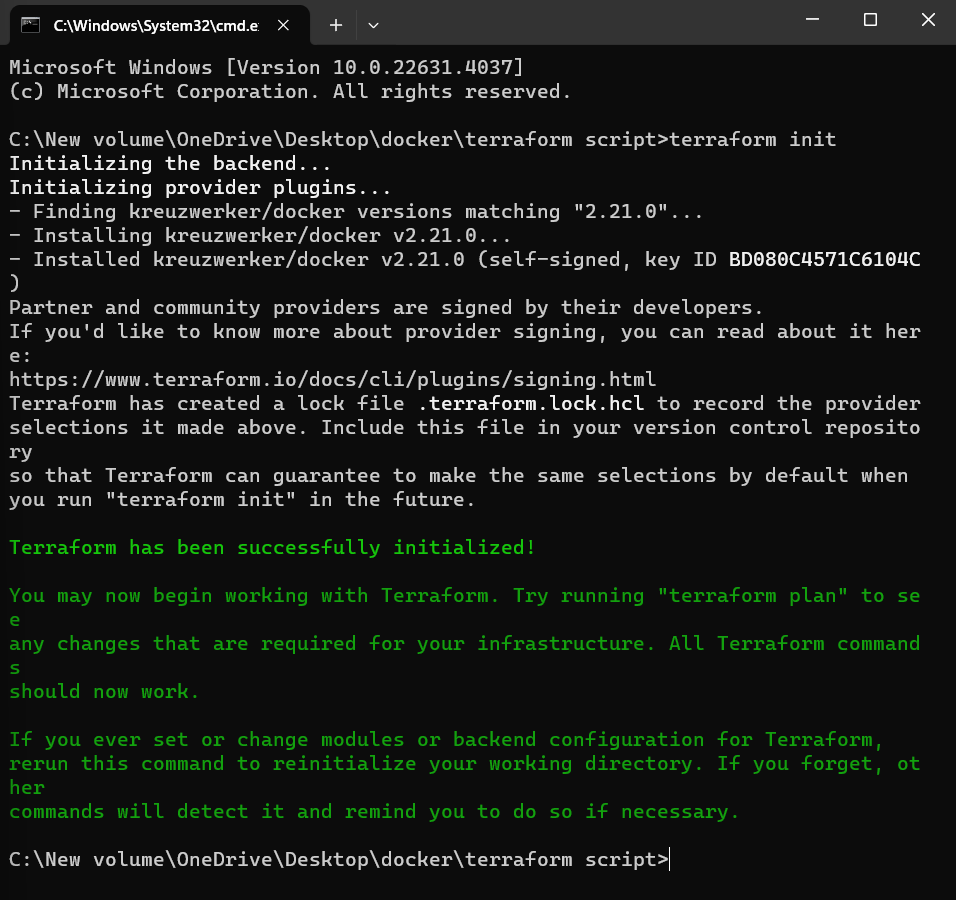 C:\Windows\System32\cmd.e
Microsoft Windows [Version 10.0.22631.4037]
(c) Microsoft Corporation. All rights reserved.
C:\New volume\OneDrive\Desktop\docker\terraform script>terraform init
Initializing the backend...
Initializing provider plugins...
- Finding kreuzwerker/docker versions matching "2.21.0"...
- Installing kreuzwerker/docker v2.21.0...
- Installed kreuzwerker/docker v2.21.0 (self-signed, key ID BD080C4571C6104C
)
Partner and community providers are signed by their developers.
If you'd like to know more about provider signing, you can read about it her
e:
https://www.terraform.io/docs/cli/plugins/signing.html
Terraform has created a lock file .terraform.lock.hcl to record the provider
selections it made above. Include this file in your version control reposito
ry
so that Terraform can guarantee to make the same selections by default when
you run "terraform init" in the future.
Terraform has been successfully initialized!
You may now begin working with Terraform. Try running "terraform plan" to se
e
any changes that are required for your infrastructure. All Terraform command
s
should now work.
If you ever set or change modules or backend configuration for Terraform,
rerun this command to reinitialize your working directory. If you forget, ot
her
commands will detect it and remind you to do so if necessary.
C:\New volume\OneDrive\Desktop\docker\terraform script>